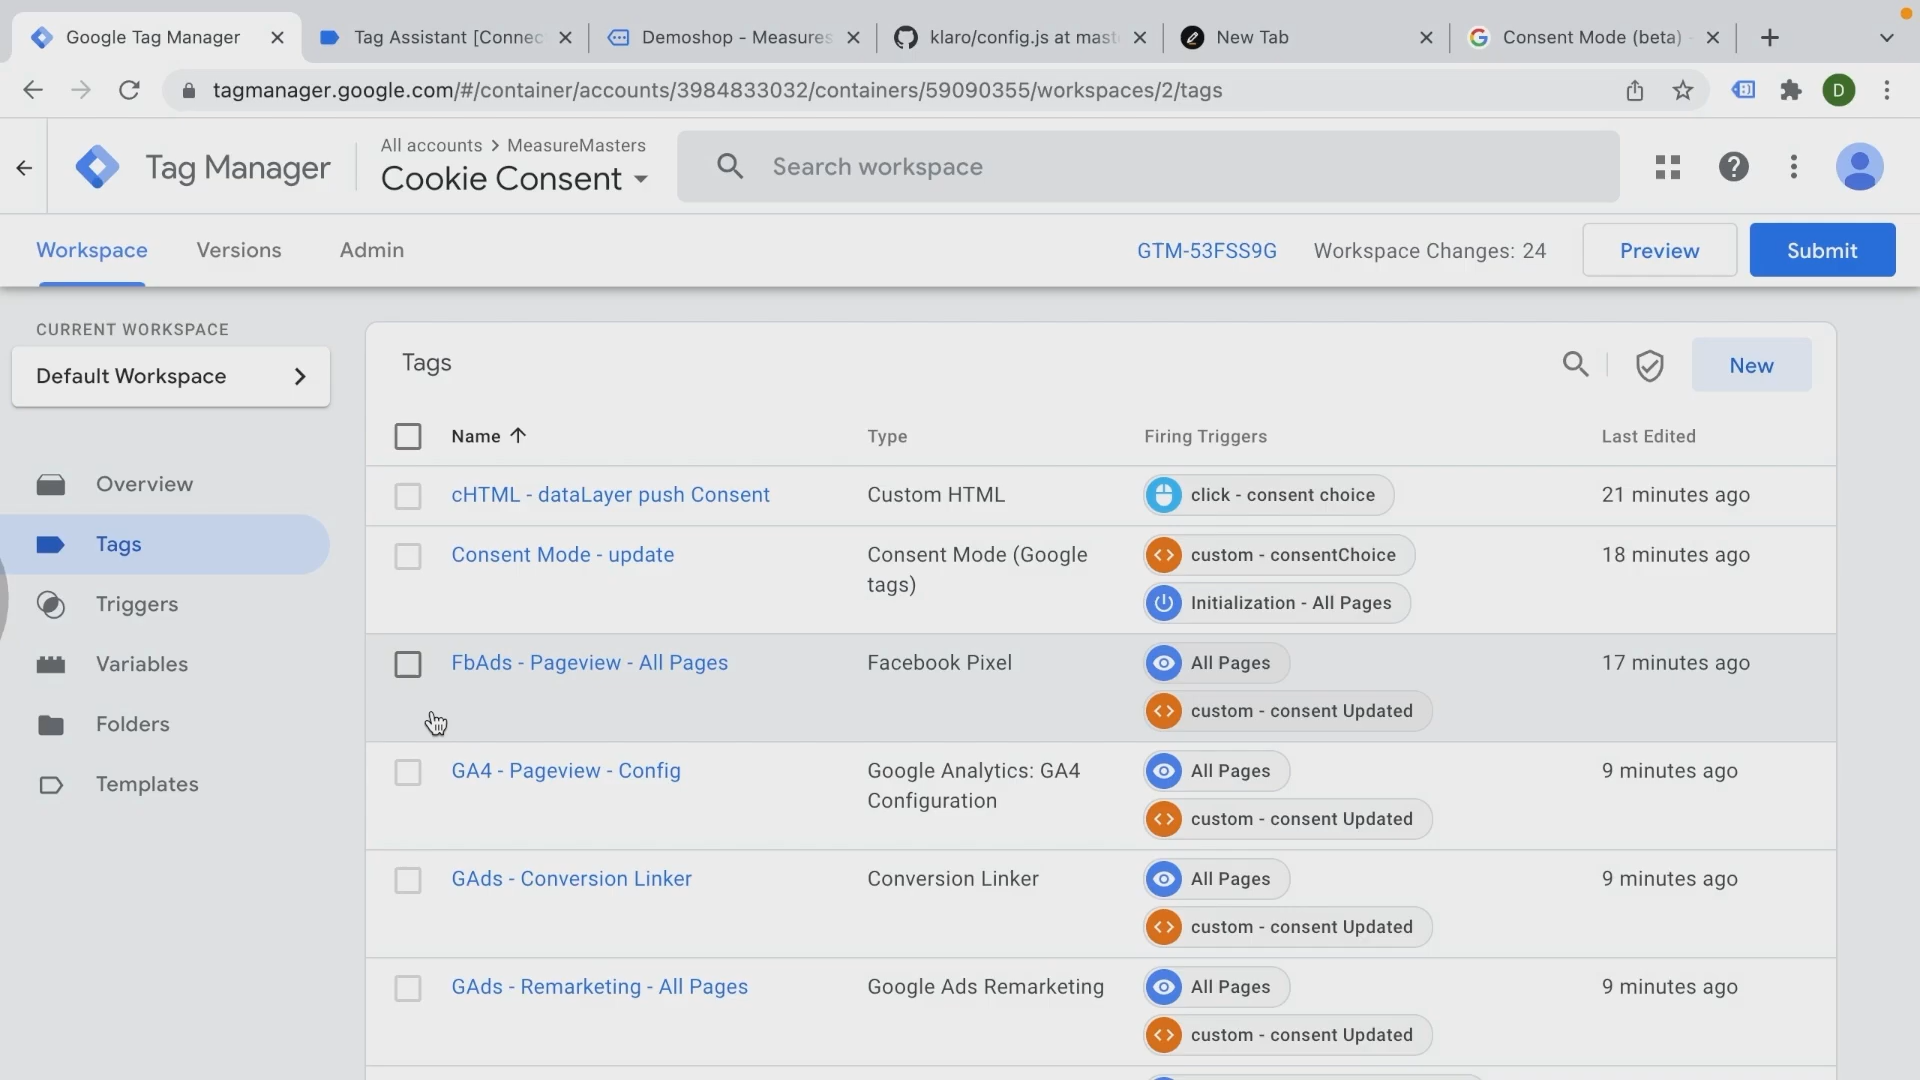 Google Tag Manager
Tag Assistant [Connec
Demoshop - Measures
klaro/config.js at mast
New Tab
Consent Mode (beta)
tagmanager.google.com/#/container/accounts/3984833032/containers/59090355/workspaces/2/tags
D
Tag Manager
All accounts > MeasureMasters
Cookie Consent
Search workspace
Workspace
Versions
Admin
GTM-53FSS9G
Workspace Changes: 24
Preview
Submit
CURRENT WORKSPACE
Default Workspace
Overview
Tags
Triggers
Variables
Folders
Templates
Tags
New
Name
Type
Firing Triggers
Last Edited
cHTML - dataLayer push Consent
Custom HTML
click - consent choice
21 minutes ago
Consent Mode - update
Consent Mode (Google
tags)
custom - consentChoice
Initialization - All Pages
18 minutes ago
FbAds - Pageview - All Pages
Facebook Pixel
All Pages
custom - consent Updated
17 minutes ago
GA4 - Pageview - Config
Google Analytics: GA4
Configuration
All Pages
custom - consent Updated
9 minutes ago
GAds - Conversion Linker
Conversion Linker
All Pages
custom - consent Updated
9 minutes ago
GAds - Remarketing - All Pages
Google Ads Remarketing
All Pages
custom - consent Updated
9 minutes ago